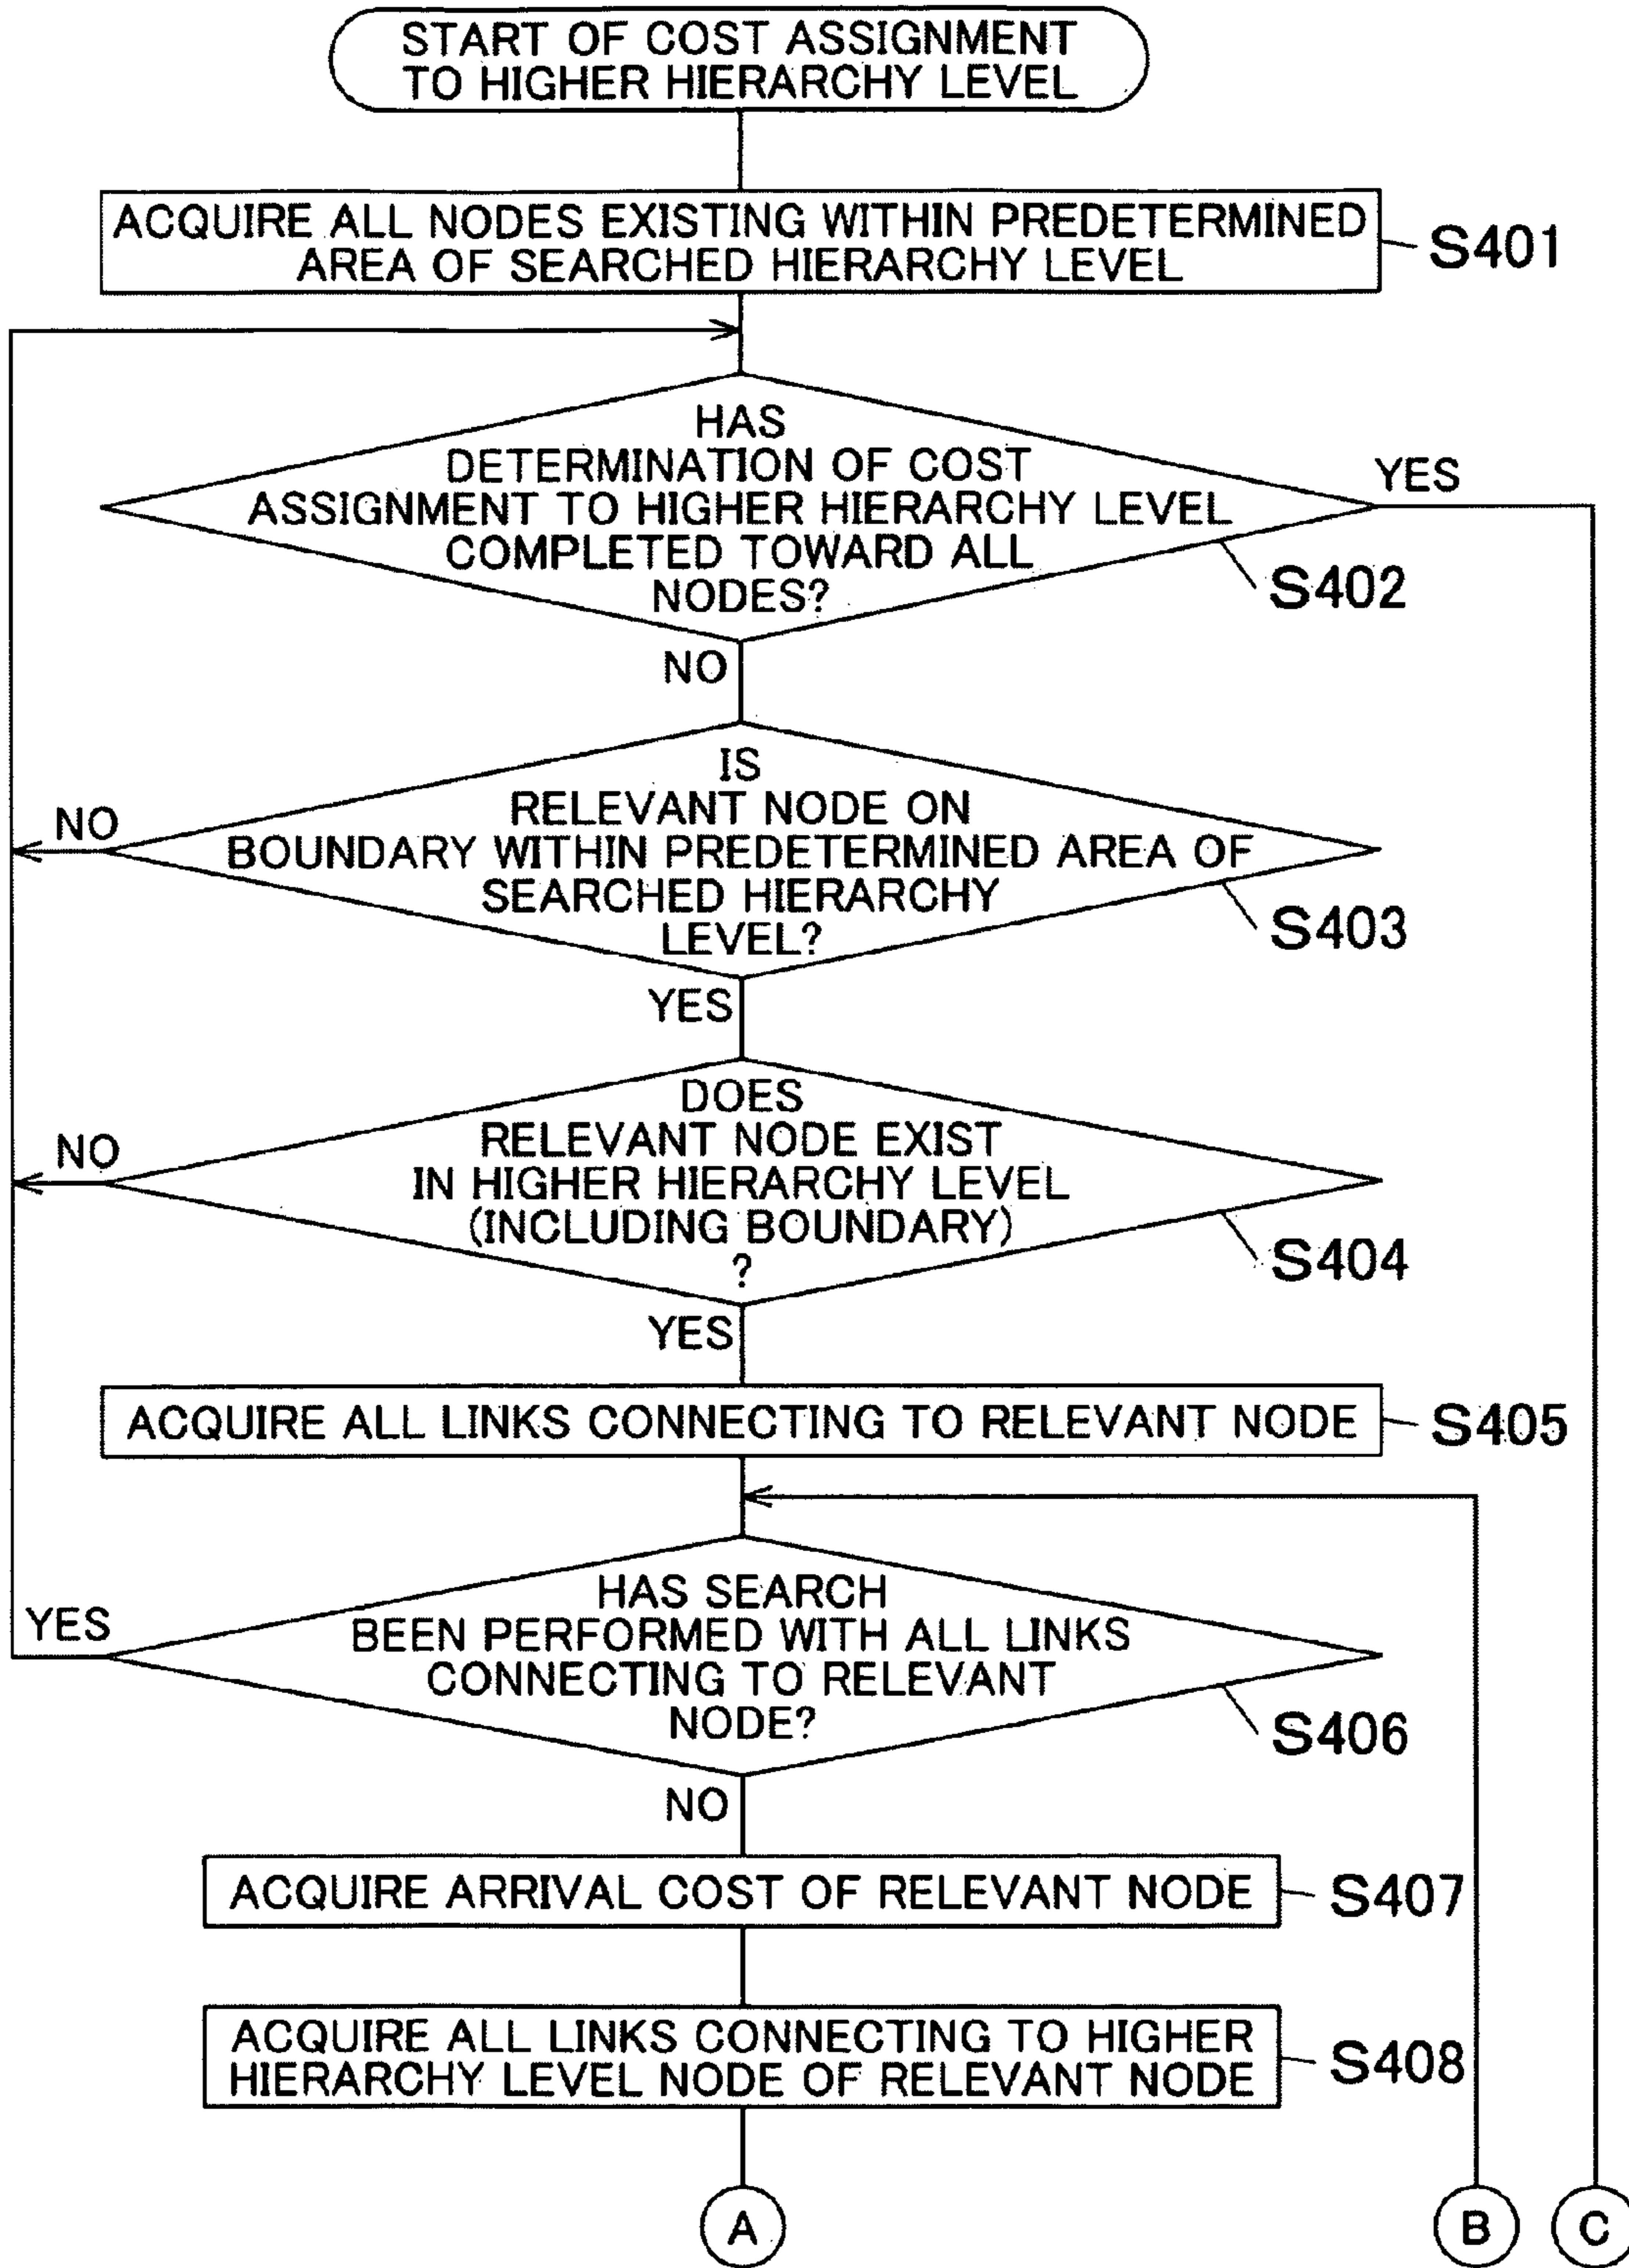 START OF COST ASSIGNMENT
TO HIGHER HIERARCHY LEVEL
ACQUIRE ALL NODES EXISTING WITHIN PREDETERMINED
AREA OF SEARCHED HIERARCHY LEVEL
S401
HAS
DETERMINATION OF COST
ASSIGNMENT TO HIGHER HIERARCHY LEVEL
COMPLETED TOWARD ALL
NODES?
YES
S402
NO
IS
RELEVANT NODE ON
BOUNDARY WITHIN PREDETERMINED AREA OF
SEARCHED HIERARCHY
LEVEL?
NO
S403
YES
DOES
RELEVANT NODE EXIST
IN HIGHER HIERARCHY LEVEL
(INCLUDING BOUNDARY)
?
NO
S404
YES
ACQUIRE ALL LINKS CONNECTING TO RELEVANT NODE
S405
HAS SEARCH
BEEN PERFORMED WITH ALL LINKS
CONNECTING TO RELEVANT
NODE?
YES
S406
NO
ACQUIRE ARRIVAL COST OF RELEVANT NODE
S407
ACQUIRE ALL LINKS CONNECTING TO HIGHER
HIERARCHY LEVEL NODE OF RELEVANT NODE
S408
A
B
C